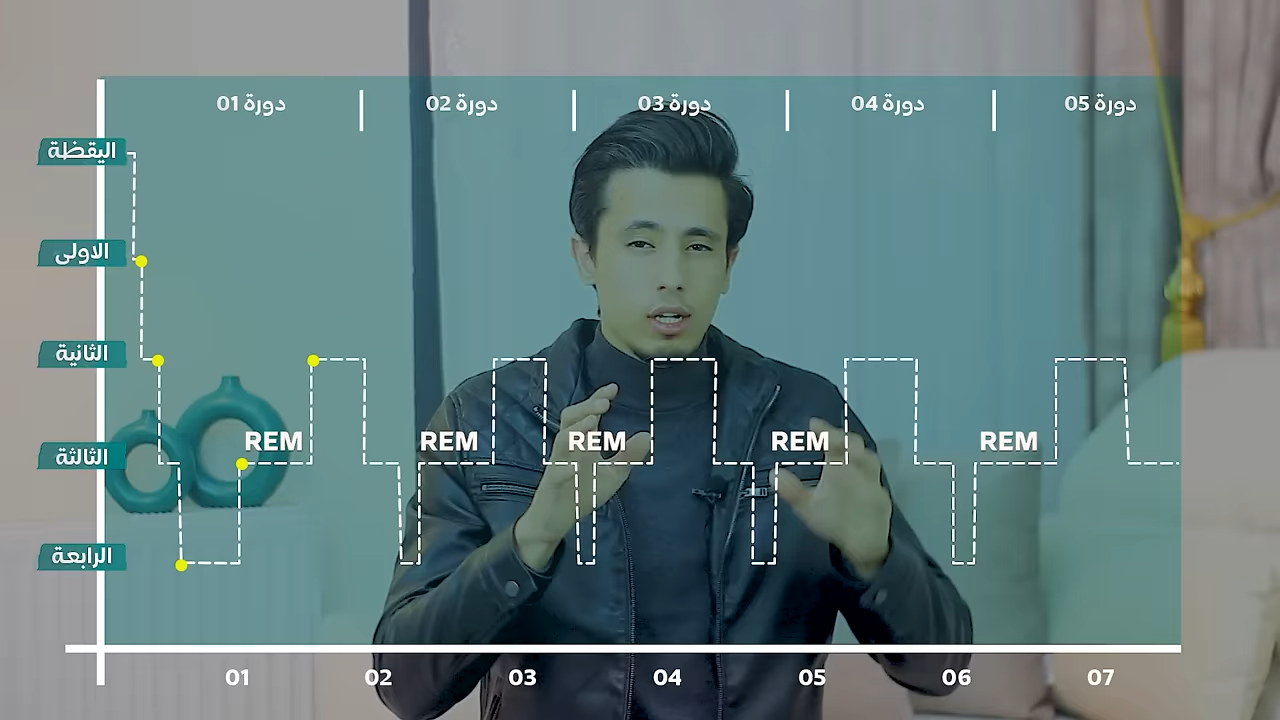 دورة 01
دورة 02
دورة 03
دورة 04
دورة 05
اليقظة
الاولى
الثانية
الثالثة
الرابعة
REM
REM
REM
REM
REM
01
02
03
04
05
06
07